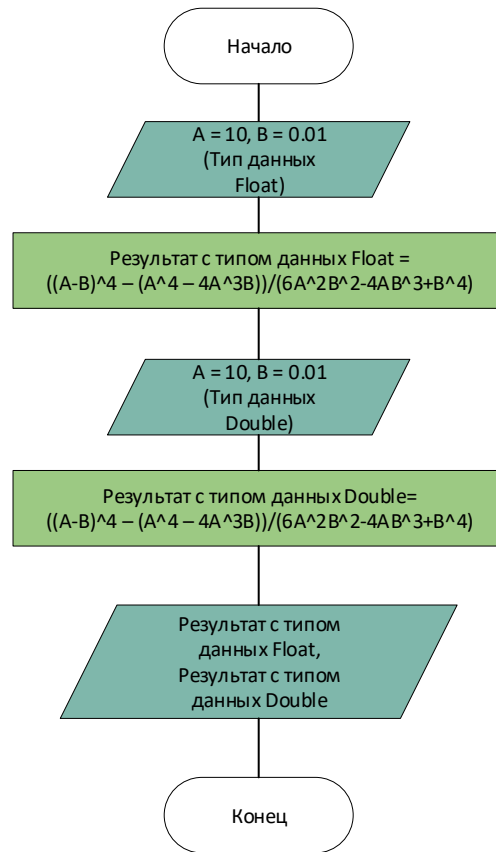 Начало
A = 10, B = 0.01
(Тип данных
Float)
Результат с типом данных Float =
((A-B)^4 – (A^4 – 4A^3B))/(6A^2B^2-4AB^3+B^4)
A = 10, B = 0.01
(Тип данных
Double)
Результат с типом данных Double=
((A-B)^4 – (A^4 – 4A^3B))/(6A^2B^2-4AB^3+B^4)
Результат с типом
данных Float,
Результат с типом
данных Double
Конец